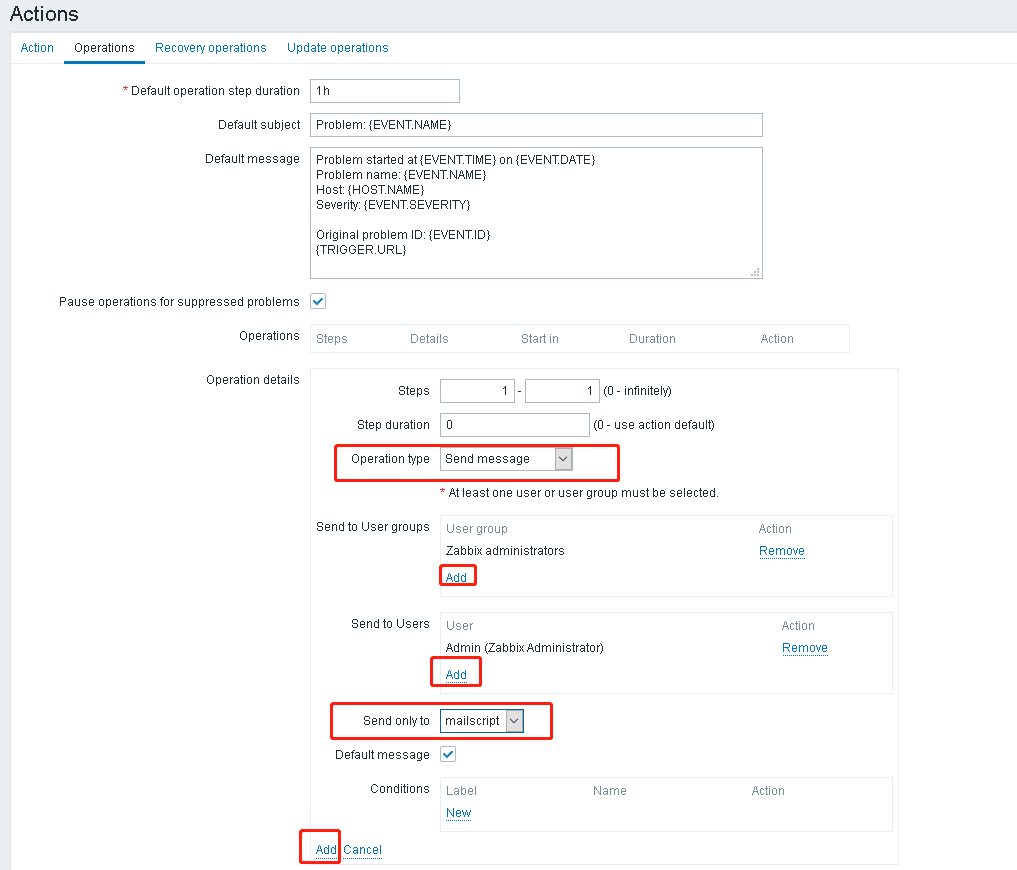 Actions
Action Operations Recovery operations Update operations
* Default operation step duration 1h
Default subject Problem: {EVENT.NAME}
Default message Problem started at {EVENT.TIME} on {EVENT.DATE}
Problem name: {EVENT.NAME}
Host: {HOST.NAME}
Severity: {EVENT.SEVERITY}
Original problem ID: {EVENT.ID}
{TRIGGER.URL}
Pause operations for suppressed problems
Operations Steps Details Start in Duration Action
Operation details
Steps 1 - 1 (0 - infinitely)
Step duration 0 (0 - use action default)
Operation type Send message
* At least one user or user group must be selected.
Send to User groups User group Action
Zabbix administrators Remove
Add
Send to Users User Action
Admin (Zabbix Administrator) Remove
Add
Send only to mailscript
Default message
Conditions Label Name Action
New
Add Cancel